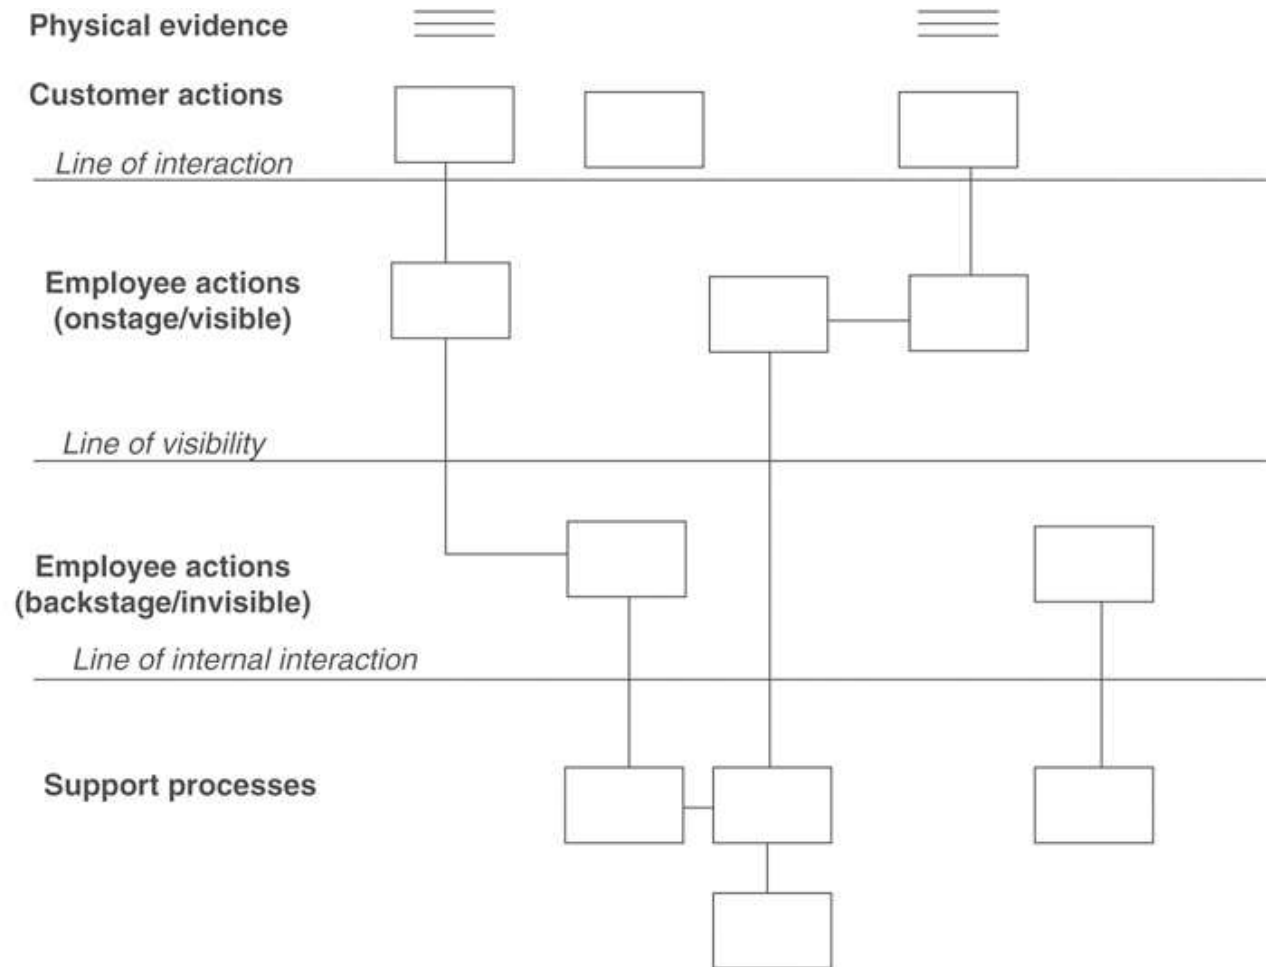 Physical evidence
Customer actions
Line of interaction
Employee actions
(onstage/visible)
Line of visibility
Employee actions
(backstage/invisible)
Line of internal interaction
Support processes